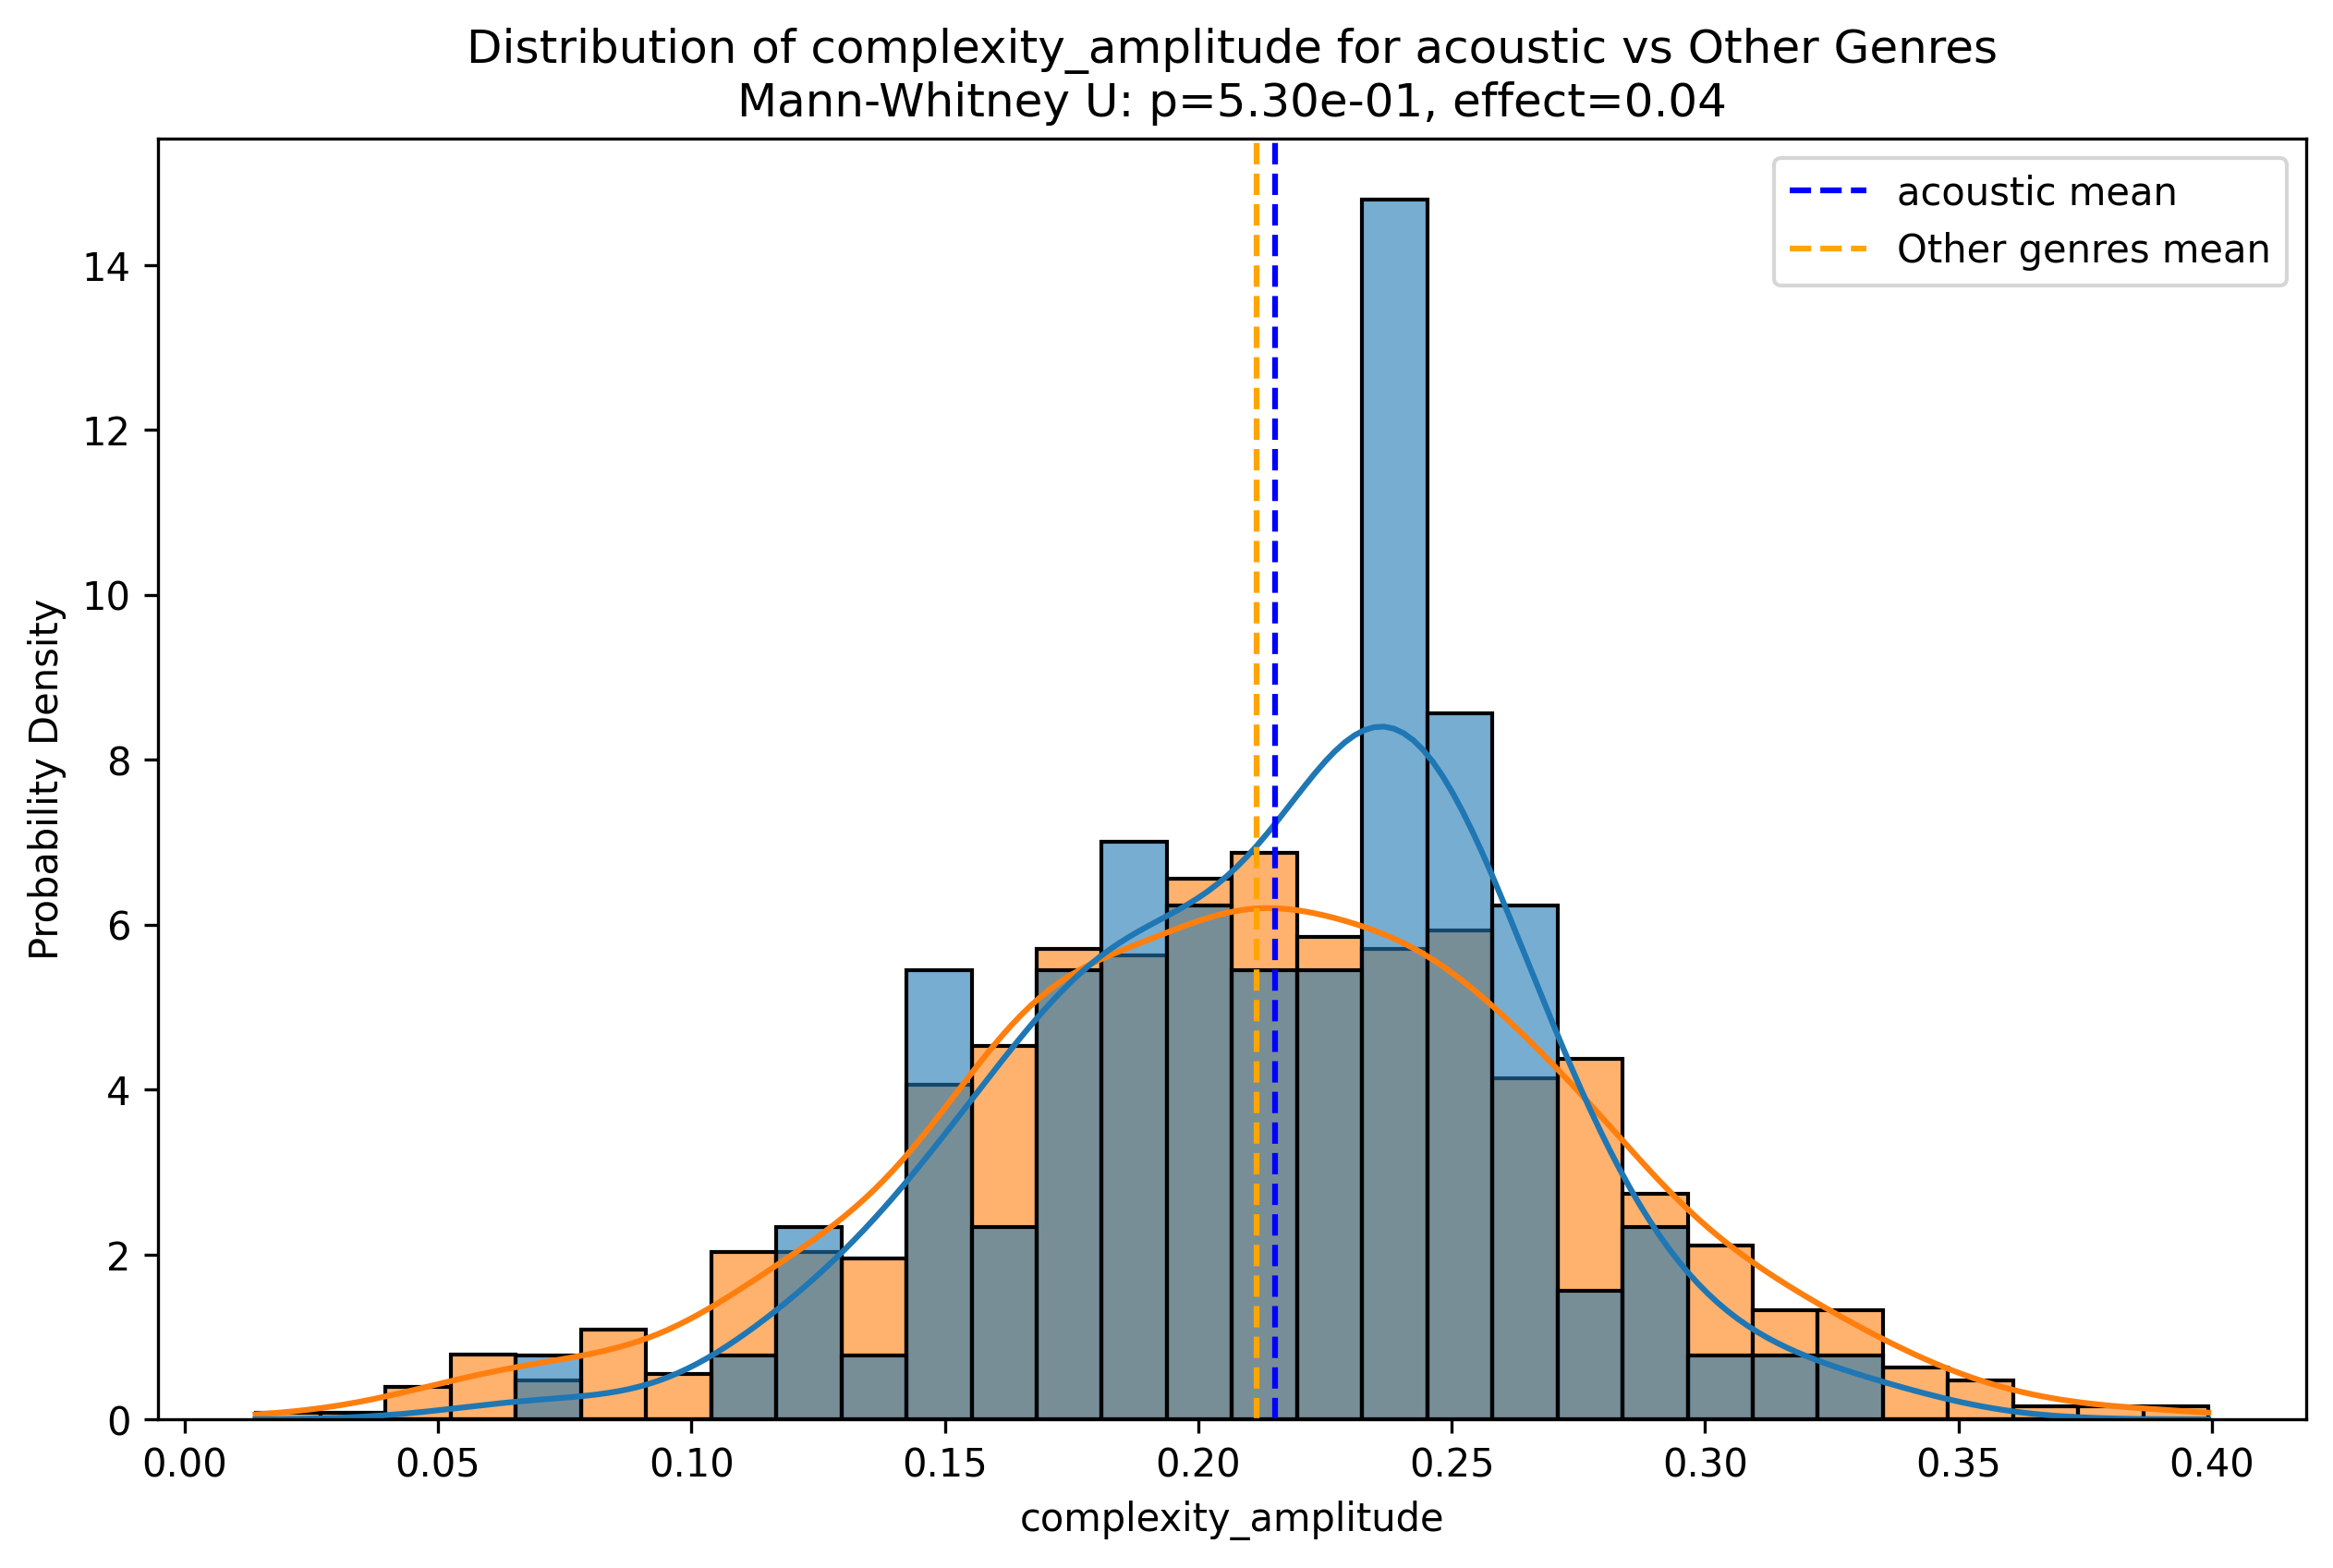 Distribution of complexity_amplitude for acoustic vs Other Genres
Mann-Whitney U: p=5.30e-01, effect=0.04
acoustic mean
Other genres mean
Probability Density
14
12
10
8
6
4
2
0
0.00 0.05 0.10 0.15 0.20 0.25 0.30 0.35 0.40
complexity_amplitude